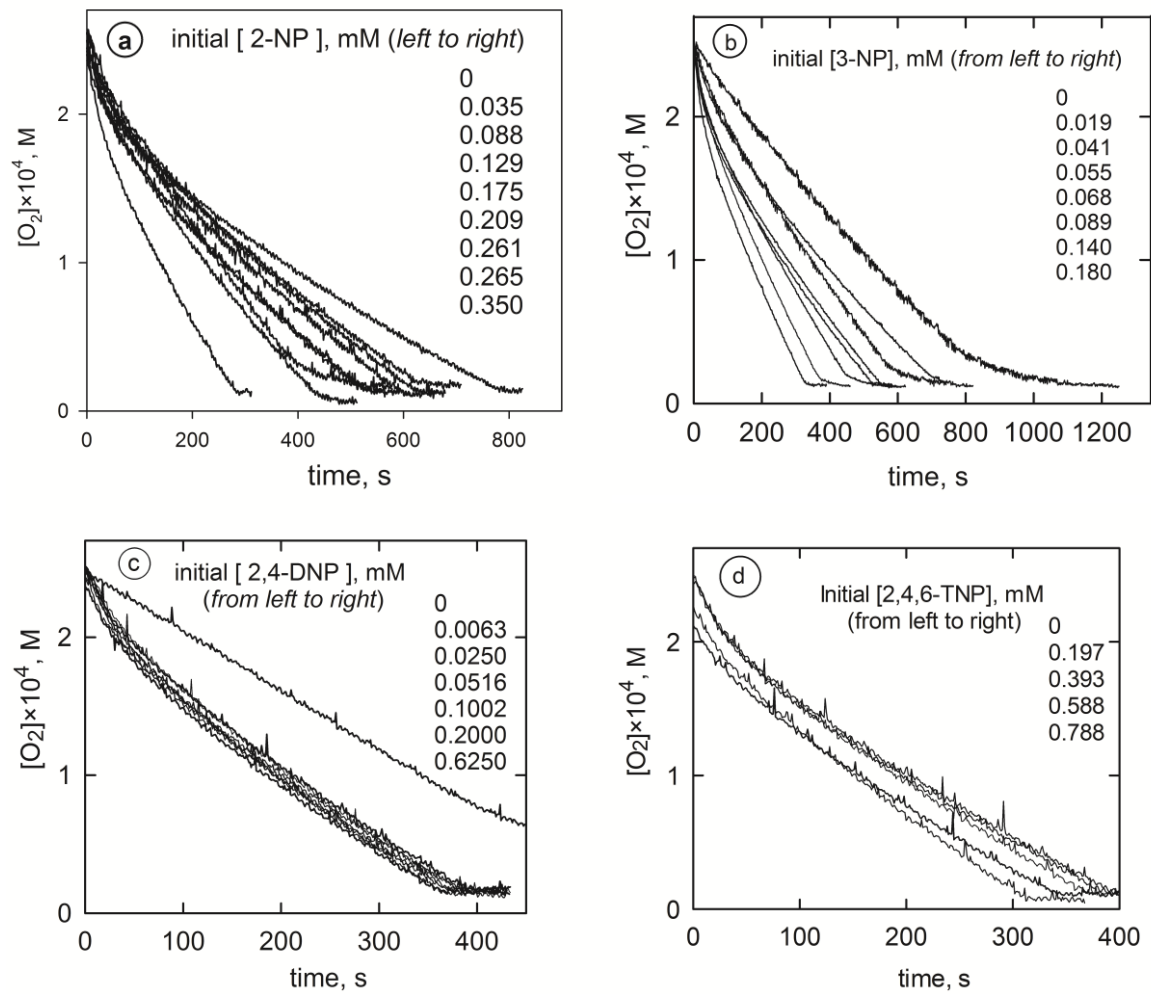 a
initial [ 2-NP ], mM (left to right)
0
0.035
0.088
0.129
0.175
0.209
0.261
0.265
0.350
[O2]×10^4, M
2
1
0
0 200 400 600 800
time, s
b
initial [3-NP], mM (from left to right)
0
0.019
0.041
0.055
0.068
0.089
0.140
0.180
[O2]×10^4, M
2
1
0
0 200 400 600 800 1000 1200
time, s
c
initial [ 2,4-DNP ], mM
(from left to right)
0
0.0063
0.0250
0.0516
0.1002
0.2000
0.6250
[O2]×10^4, M
2
1
0
0 100 200 300 400
time, s
d
Initial [2,4,6-TNP], mM
(from left to right)
0
0.197
0.393
0.588
0.788
[O2]×10^4, M
2
1
0
0 100 200 300 400
time, s